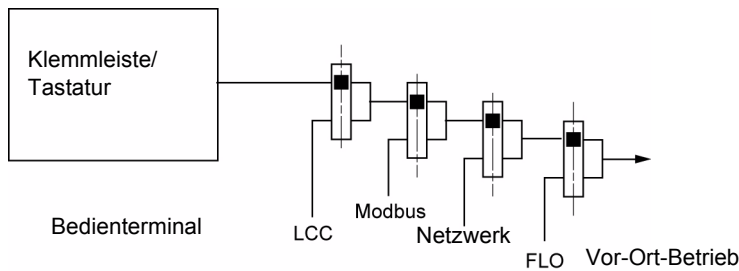 Klemmleiste/
Tastatur
Bedienterminal
LCC
Modbus
Netzwerk
FLO
Vor-Ort-Betrieb